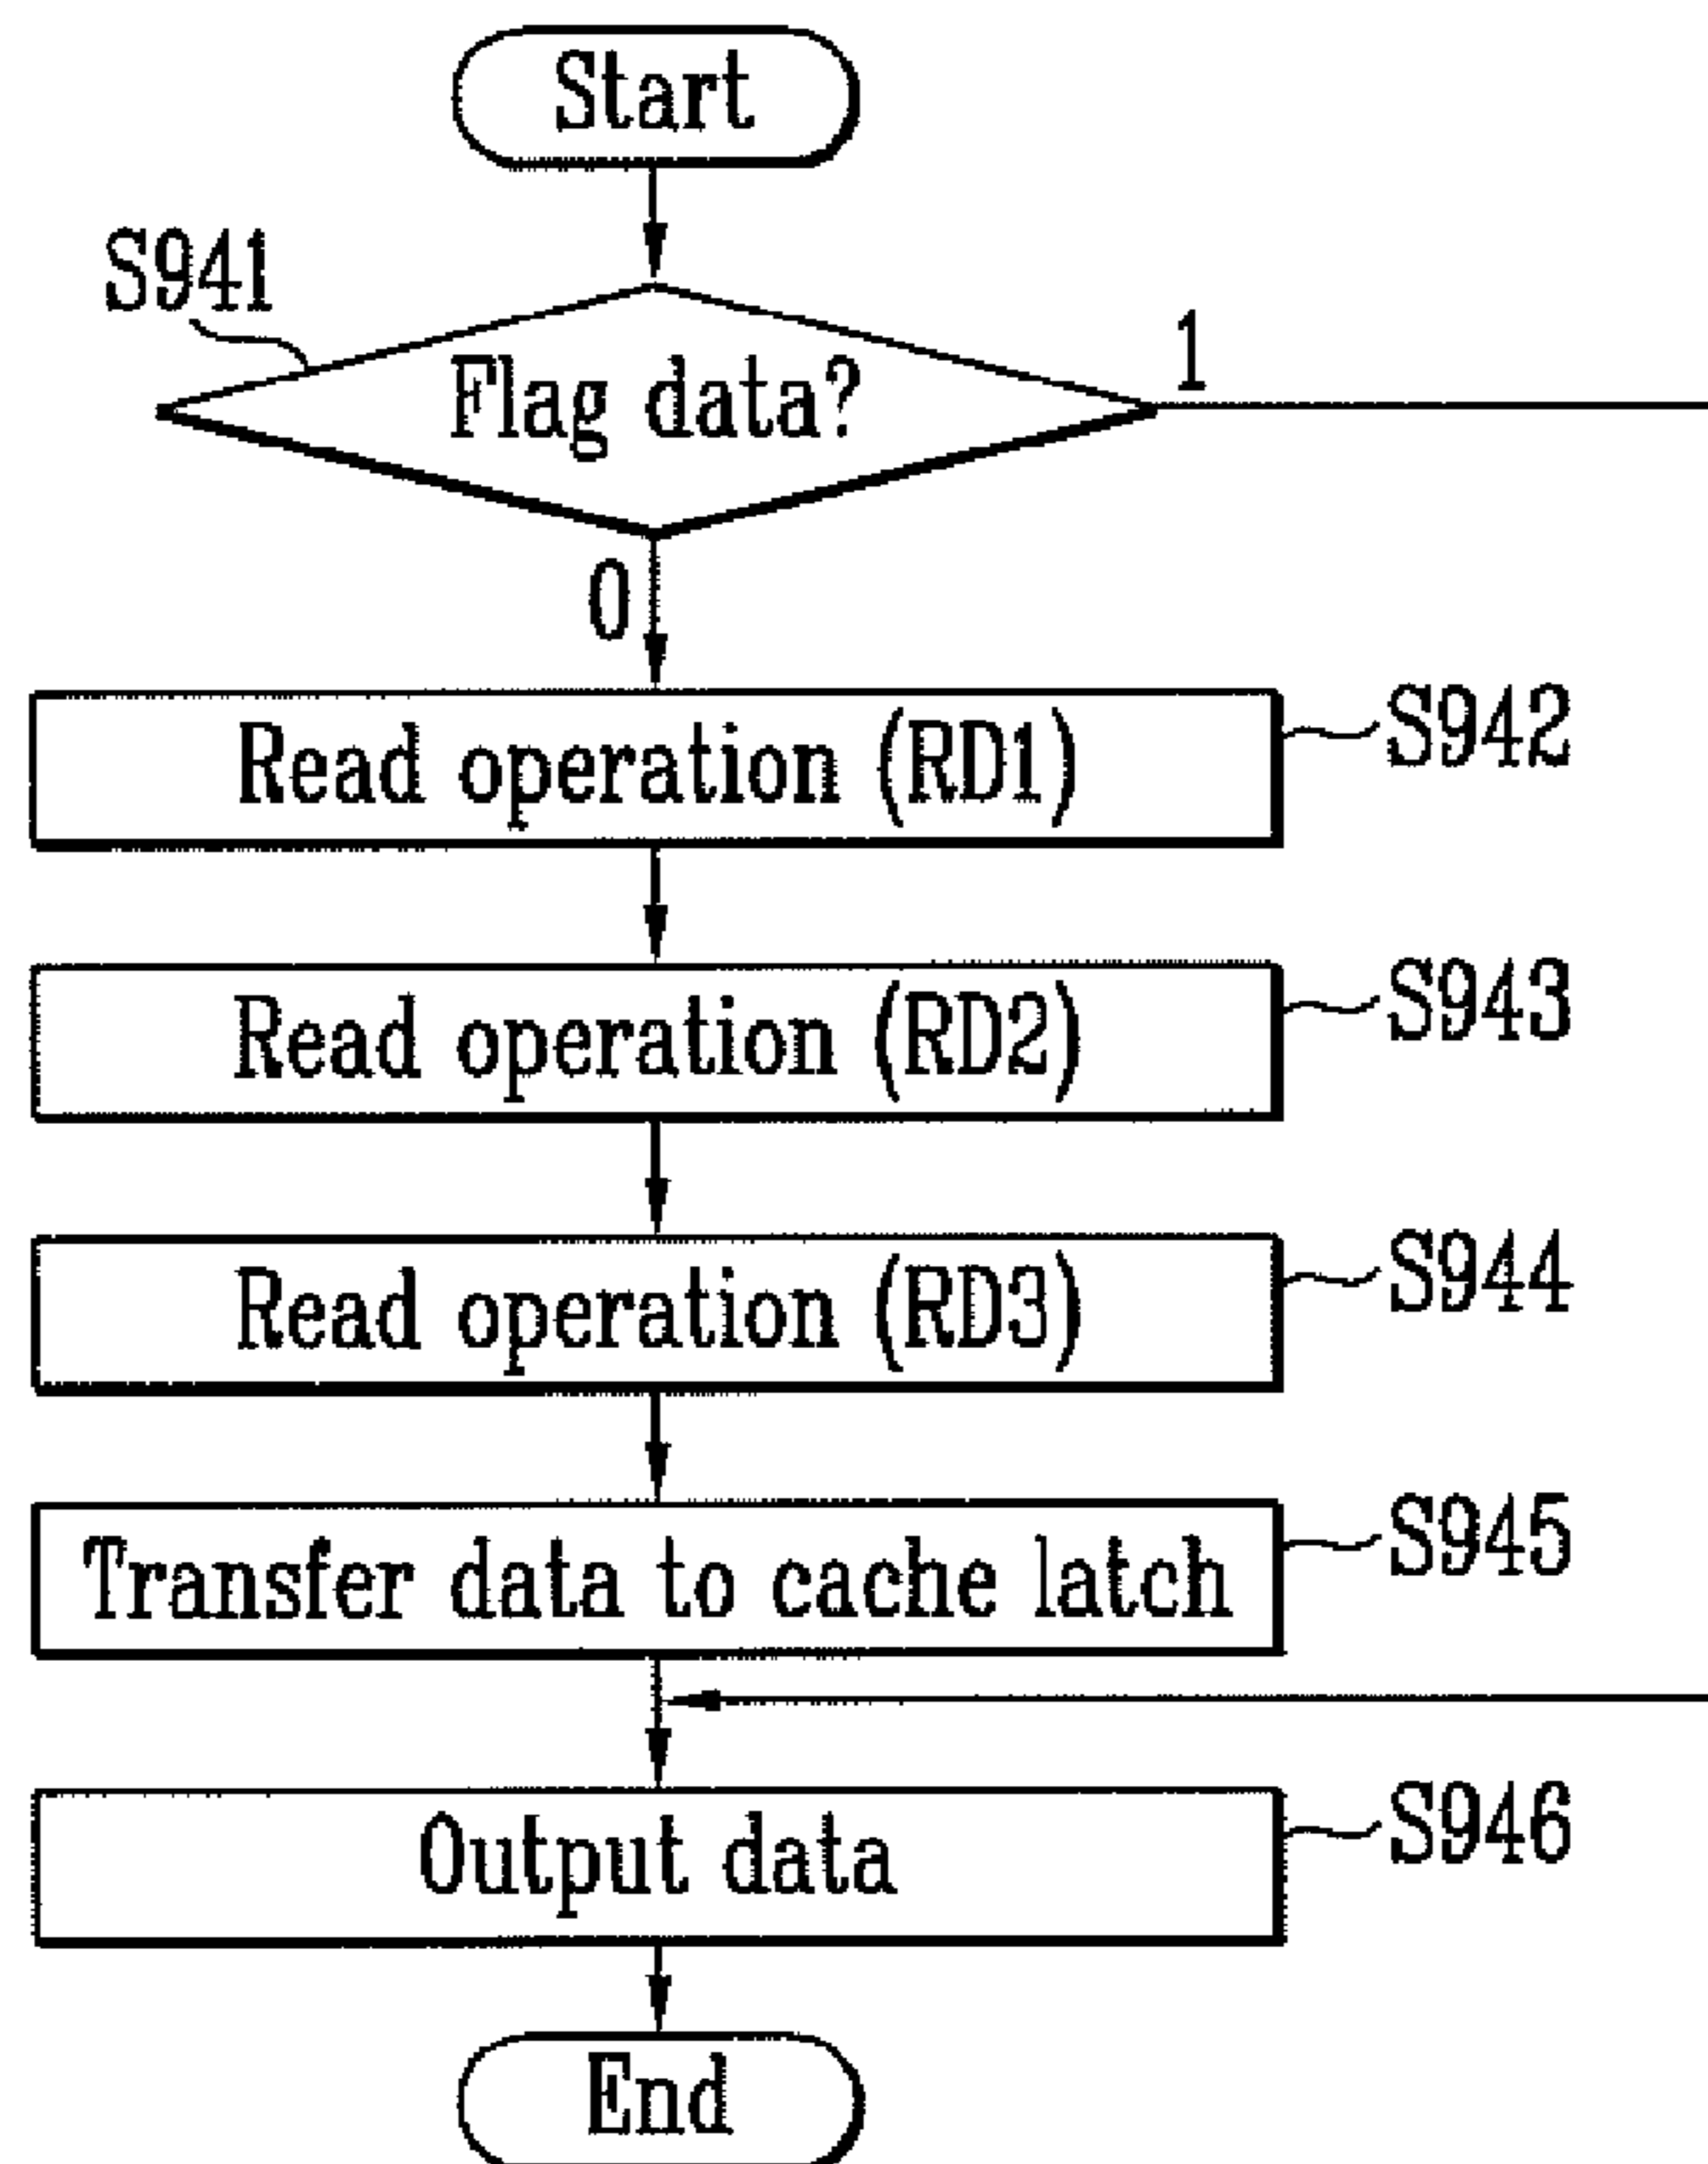 Start
S941
Flag data?
1
0
Read operation (RD1)
S942
Read operation (RD2)
S943
Read operation (RD3)
S944
Transfer data to cache latch
S945
Output data
S946
End